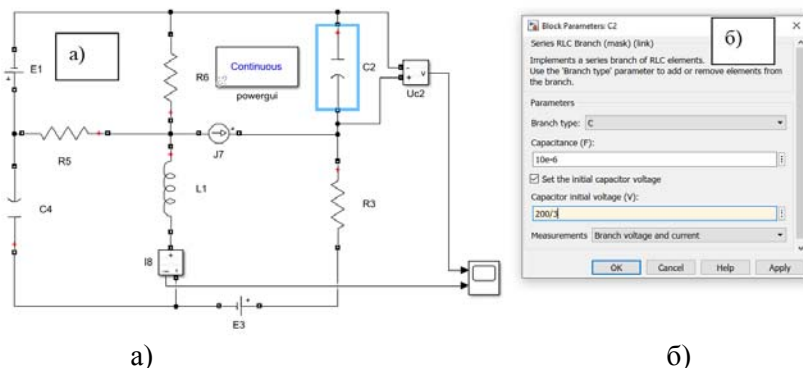 а)
E1
R6
Continuous
powergui
C2
v
Uc2
R5
J7
C4
L1
R3
I8
E3
Block Parameters: C2
б)
Series RLC Branch (mask) (link)
Implements a series branch of RLC elements.
Use the 'Branch type' parameter to add or remove elements from
the branch.
Parameters
Branch type: C
Capacitance (F):
10e-6
Set the initial capacitor voltage
Capacitor initial voltage (V):
200/3
Measurements Branch voltage and current
OK Cancel Help Apply
а) б)